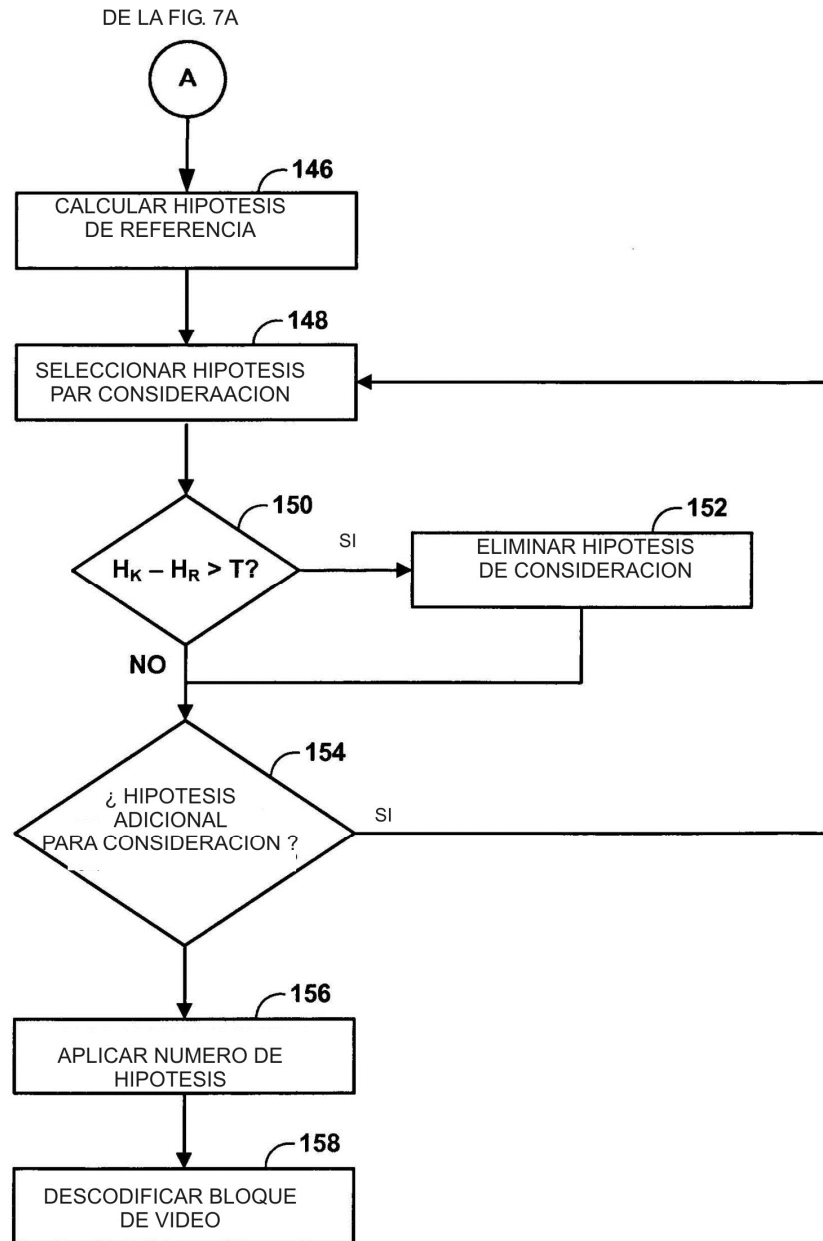 DE LA FIG. 7A
A
146
CALCULAR HIPOTESIS
DE REFERENCIA
148
SELECCIONAR HIPOTESIS
PAR CONSIDERAACION
150
H_K – H_R > T?
SI
152
ELIMINAR HIPOTESIS
DE CONSIDERACION
NO
154
¿ HIPOTESIS
ADICIONAL
PARA CONSIDERACION ?
SI
156
APLICAR NUMERO DE
HIPOTESIS
158
DESCODIFICAR BLOQUE
DE VIDEO